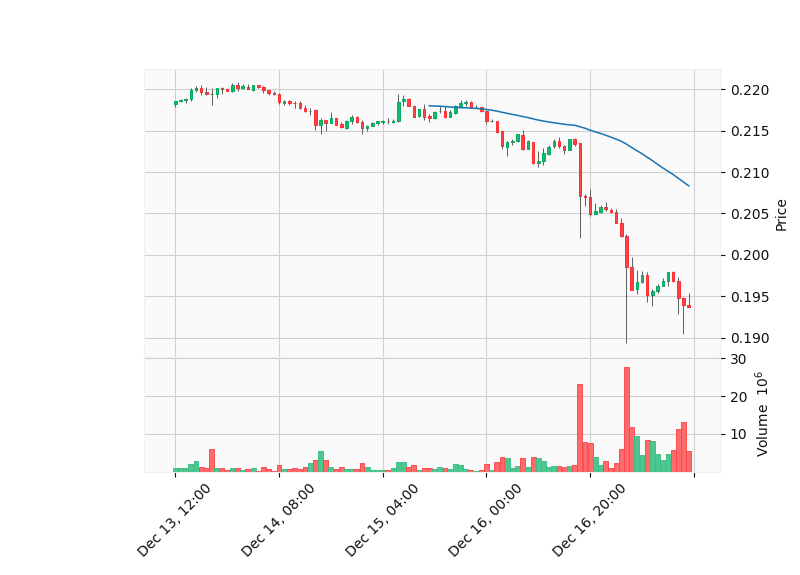 0.220
0.215
0.210
0.205
0.200
0.195
0.190
Price
30
20
10
Volume 10^6
Dec 13, 12:00
Dec 14, 08:00
Dec 15, 04:00
Dec 16, 00:00
Dec 16, 20:00